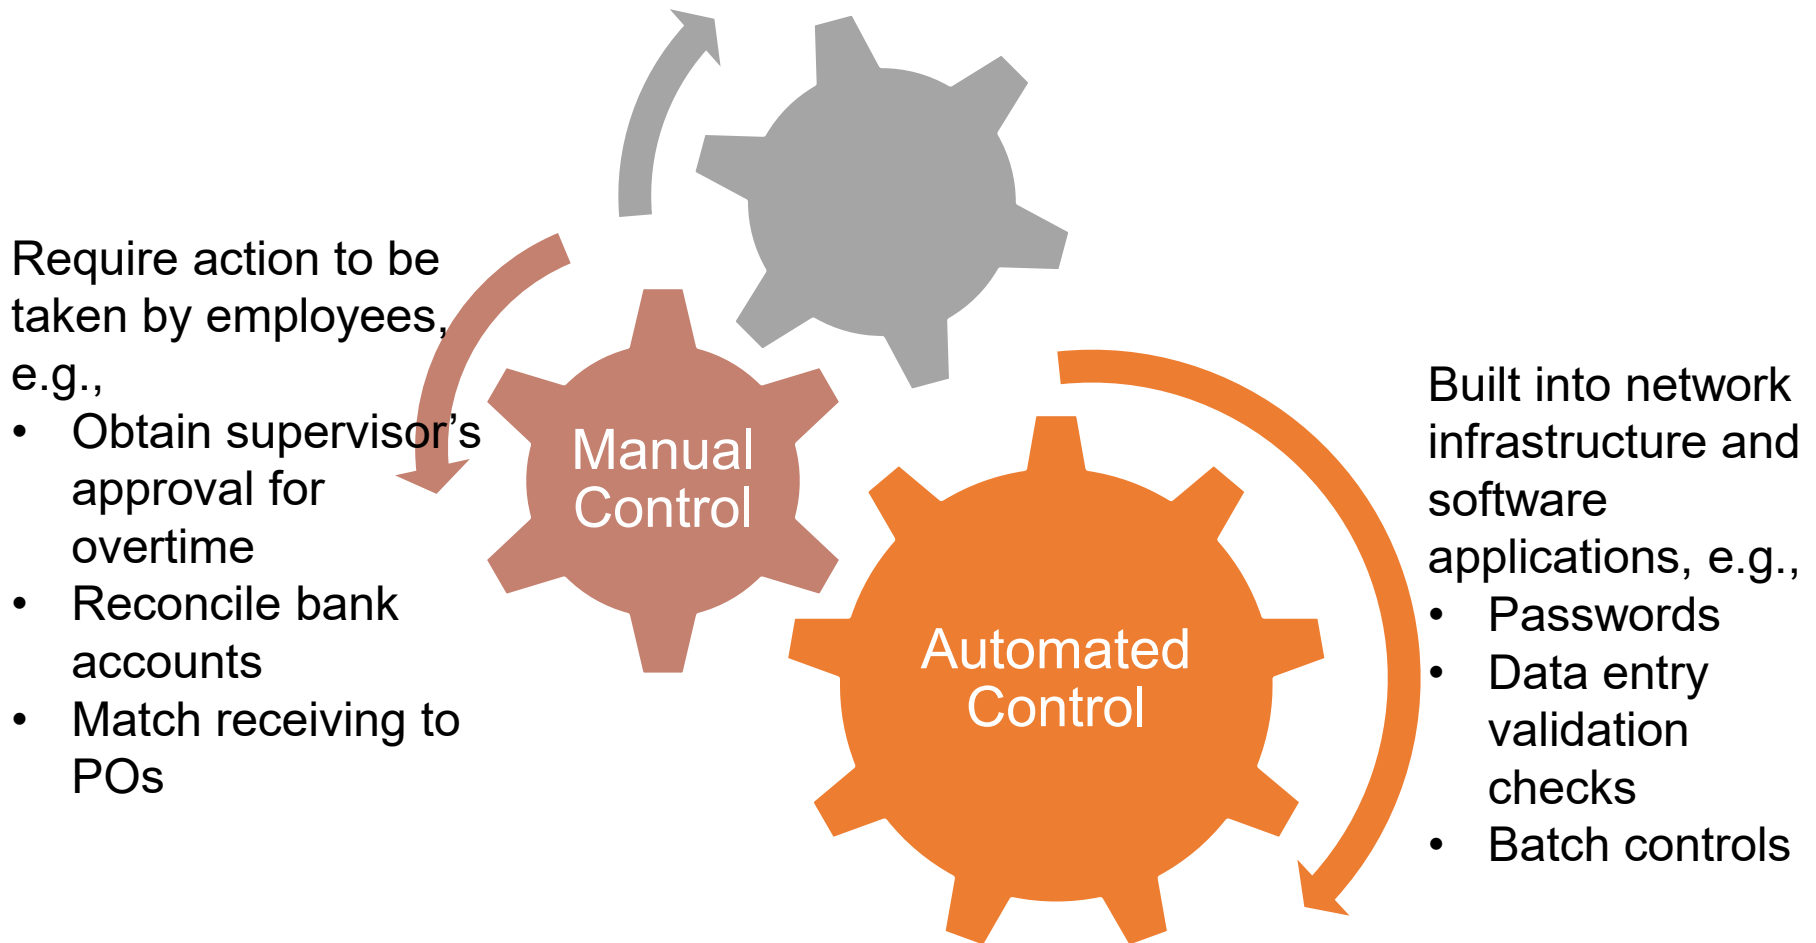 Require action to be
taken by employees,
e.g.,
• Obtain supervisor’s
approval for
overtime
• Reconcile bank
accounts
• Match receiving to
POs
Manual
Control
Automated
Control
Built into network
infrastructure and
software
applications, e.g.,
• Passwords
• Data entry
validation
checks
• Batch controls